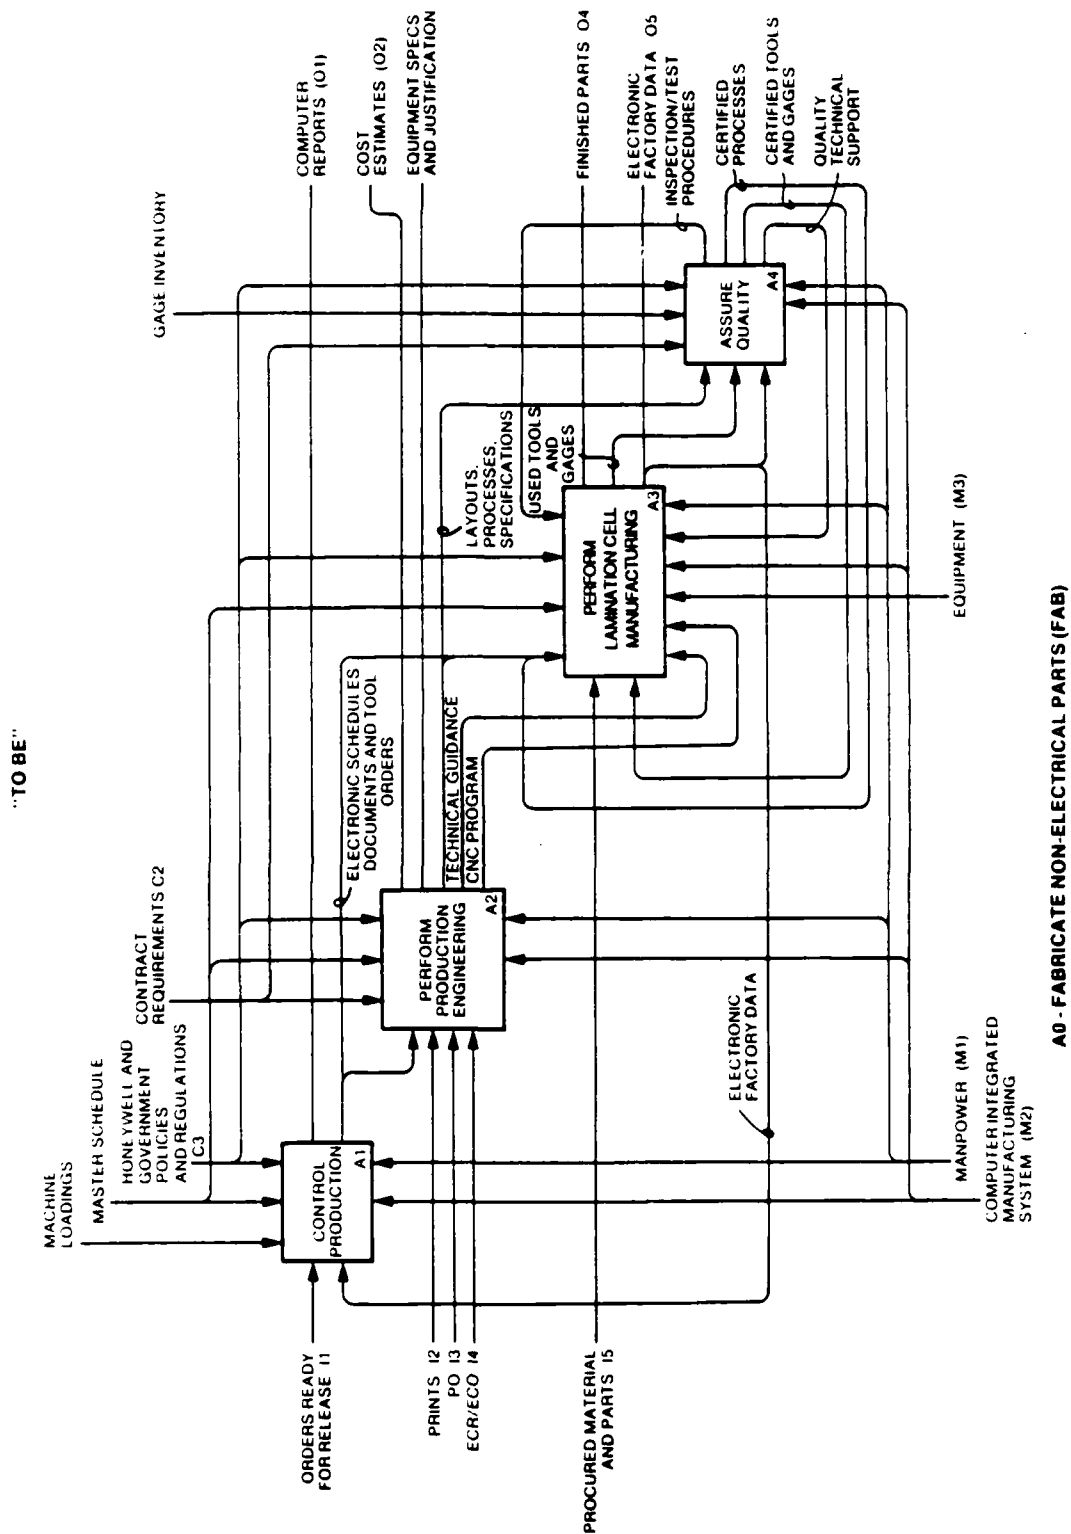 "TO BE"
MACHINE
LOADINGS
MASTER SCHEDULE
HONEYWELL AND
GOVERNMENT
POLICIES
AND REGULATIONS
C3
CONTRACT
REQUIREMENTS C2
GAGE INVENTORY
COMPUTER
REPORTS (O1)
COST
ESTIMATES (O2)
EQUIPMENT SPECS
AND JUSTIFICATION
FINISHED PARTS O4
ELECTRONIC
FACTORY DATA O5
INSPECTION/TEST
PROCEDURES
CERTIFIED
PROCESSES
CERTIFIED TOOLS
AND GAGES
QUALITY
TECHNICAL
SUPPORT
ORDERS READY
FOR RELEASE I1
CONTROL
PRODUCTION
A1
ELECTRONIC SCHEDULES
DOCUMENTS AND TOOL
ORDERS
PRINTS I2
PO I3
ECR/ECO I4
PERFORM
PRODUCTION
ENGINEERING
A2
TECHNICAL GUIDANCE
CNC PROGRAM
LAYOUTS,
PROCESSES,
SPECIFICATIONS
USED TOOLS
AND
GAGES
PROCURED MATERIAL
AND PARTS I5
PERFORM
LAMINATION CELL
MANUFACTURING
A3
ASSURE
QUALITY
A4
ELECTRONIC
FACTORY DATA
MANPOWER (M1)
COMPUTER INTEGRATED
MANUFACTURING
SYSTEM (M2)
EQUIPMENT (M3)
A0 - FABRICATE NON-ELECTRICAL PARTS (FAB)